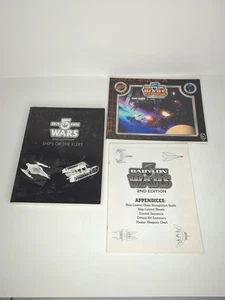 BABYLON
5
WARS
SHIPS OF THE FLEET
5
WARS
BABYLON
5
WARS
2ND EDITION
APPENDICES:
Ship Control Sheet Recognition Guide
Ship Control Sheets
Combat Sequence
Critical Hit Summary
Master Weapons Chart